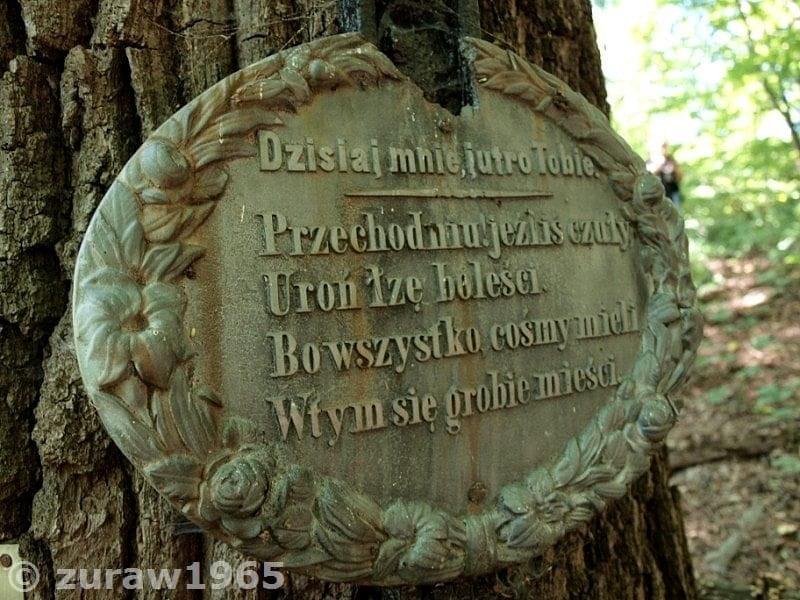 Dzisiaj mnie, jutro Tobie.
Przechodniu! jeźliś czuły
Uroń łzę boleści.
Bo wszystko, cośmy mieli
W tym się grobie mieści.
© zuraw1965